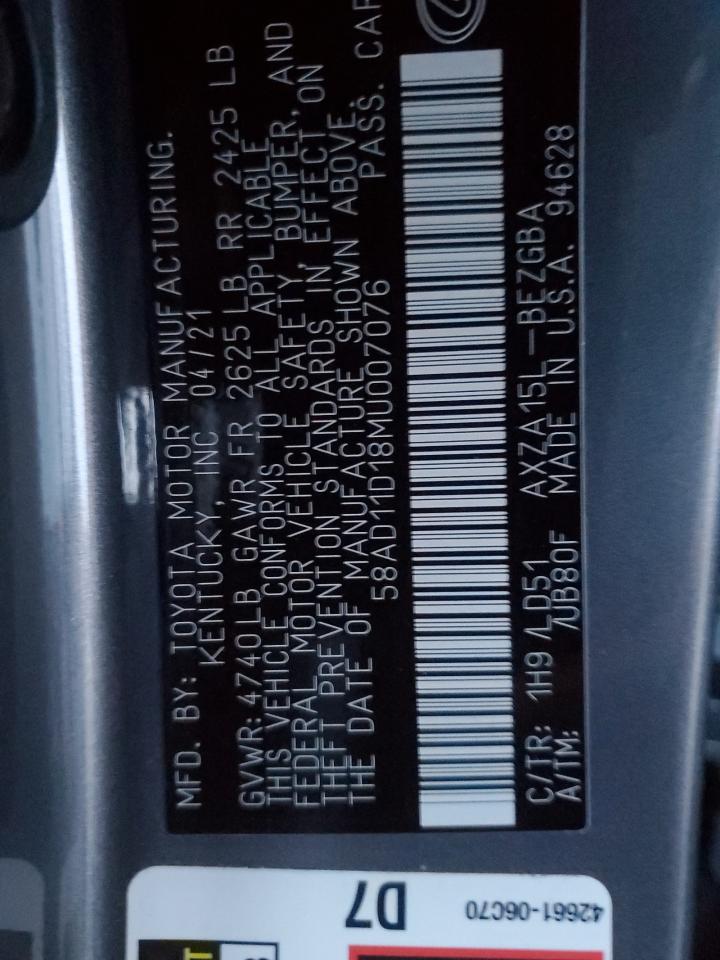 MFD. BY: TOYOTA MOTOR MANUFACTURING.
KENTUCKY, INC 04/21
GVWR: 4740LB GAWR FR 2625 LB RR 2425 LB
THIS VEHICLE CONFORMS TO ALL APPLICABLE
FEDERAL MOTOR VEHICLE SAFETY, BUMPER, AND
THEFT PREVENTION STANDARDS IN EFFECT ON
THE DATE OF MANUFACTURE SHOWN ABOVE.
58AD11D18MU007076 PASS. CAR
C/TR: 1H9 /LD51 AXZA15L-BEZGBA
A/TM: /UB80F MADE IN U.S.A. 94628
D7
42661-06C70